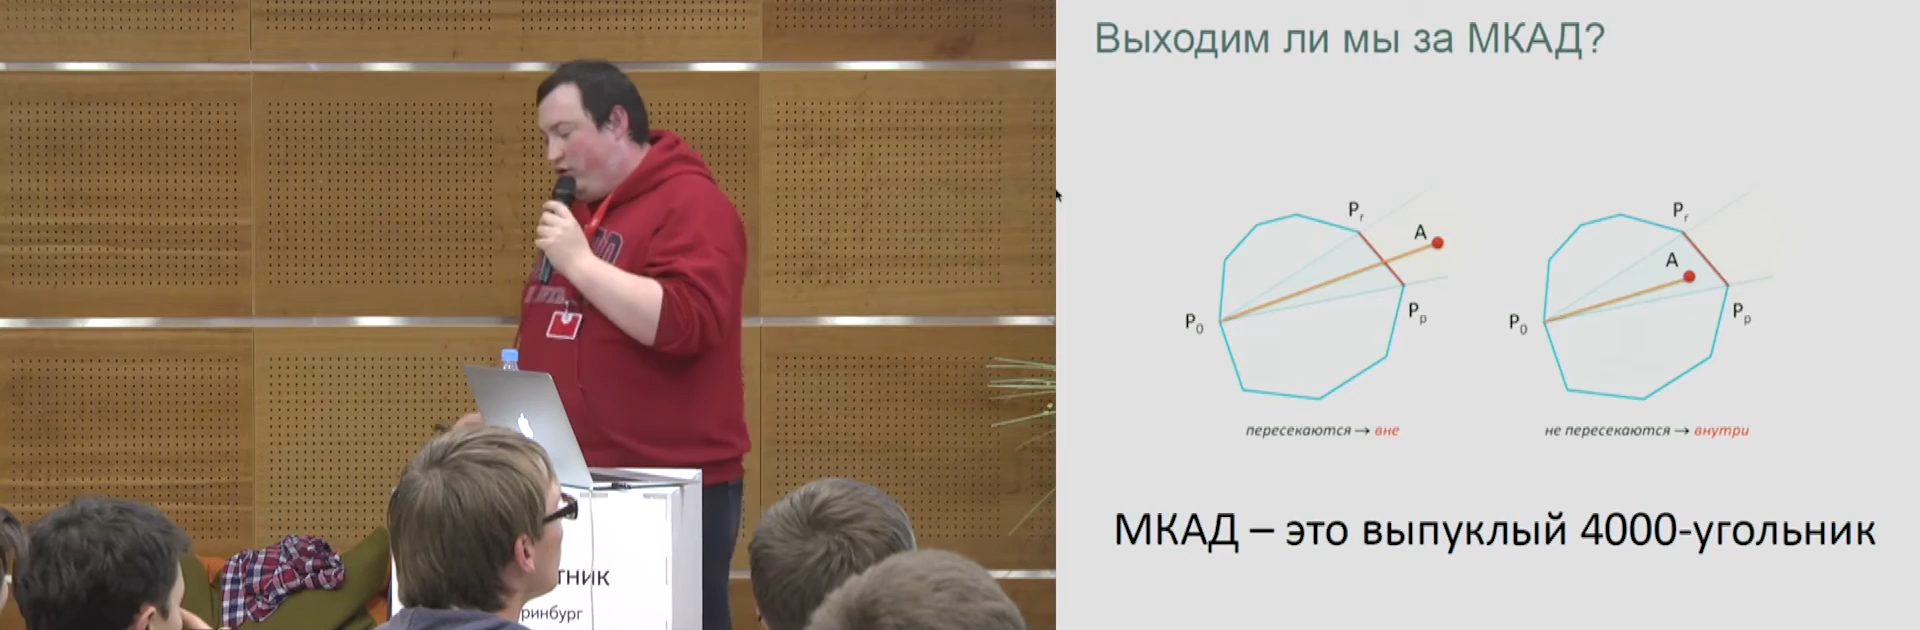 Выходим ли мы за МКАД?
Pr
A
P0
Pp
Pr
A
P0
Pp
пересекаются → вне
не пересекаются → внутри
МКАД – это выпуклый 4000-угольник
тник
ринбург